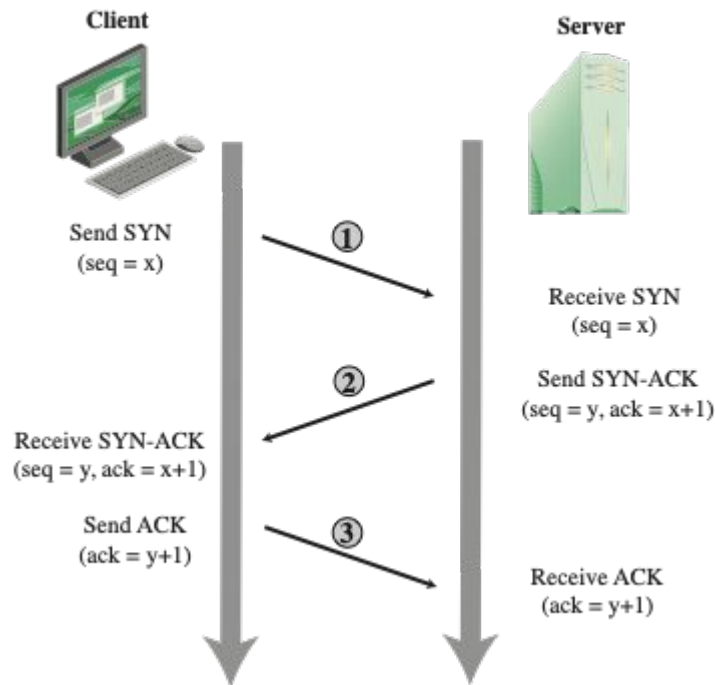 Client
Server
Send SYN
(seq = x)
1
Receive SYN
(seq = x)
2
Send SYN-ACK
(seq = y, ack = x+1)
Receive SYN-ACK
(seq = y, ack = x+1)
Send ACK
(ack = y+1)
3
Receive ACK
(ack = y+1)